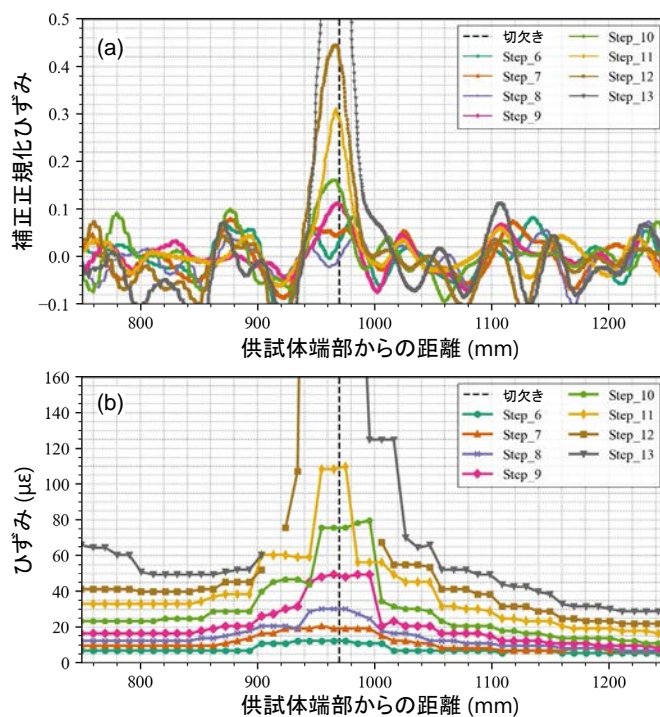 (a)
補正正規化ひずみ
0.5
0.4
0.3
0.2
0.1
0.0
−0.1
切欠き
Step_6
Step_7
Step_8
Step_9
Step_10
Step_11
Step_12
Step_13
800
900
1000
1100
1200
供試体端部からの距離 (mm)
(b)
ひずみ (με)
160
140
120
100
80
60
40
20
0
切欠き
Step_6
Step_7
Step_8
Step_9
Step_10
Step_11
Step_12
Step_13
800
900
1000
1100
1200
供試体端部からの距離 (mm)